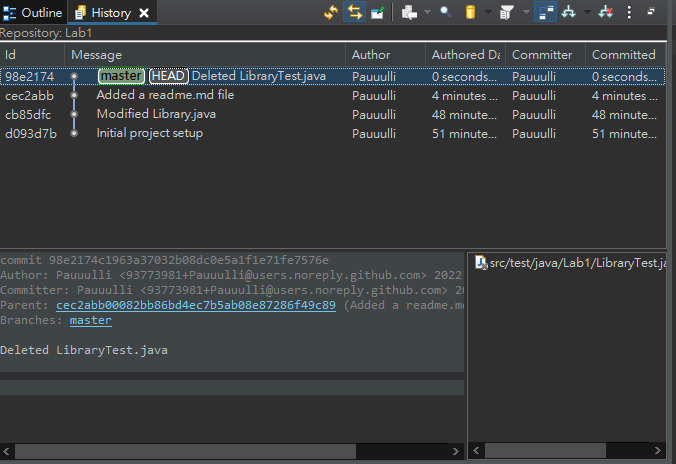 Outline History
Repository: Lab1
Id Message Author Authored Da Committer Committed
98e2174 master HEAD Deleted LibraryTest.java Pauuulli 0 seconds... Pauuulli 0 seconds...
cec2abb Added a readme.md file Pauuulli 4 minutes ... Pauuulli 4 minutes ...
cb85dfc Modified Library.java Pauuulli 48 minute... Pauuulli 48 minute...
d093d7b Initial project setup Pauuulli 51 minute... Pauuulli 51 minute...
commit 98e2174c1963a37032b08dc0e5a1f1e71fe7576e
Author: Pauuulli <93773981+Pauuulli@users.noreply.github.com> 2022
Committer: Pauuulli <93773981+Pauuulli@users.noreply.github.com> 20
Parent: cec2abb00082bb86bd4ec7b5ab08e87286f49c89 (Added a readme.m
Branches: master
Deleted LibraryTest.java
src/test/java/Lab1/LibraryTest.ja